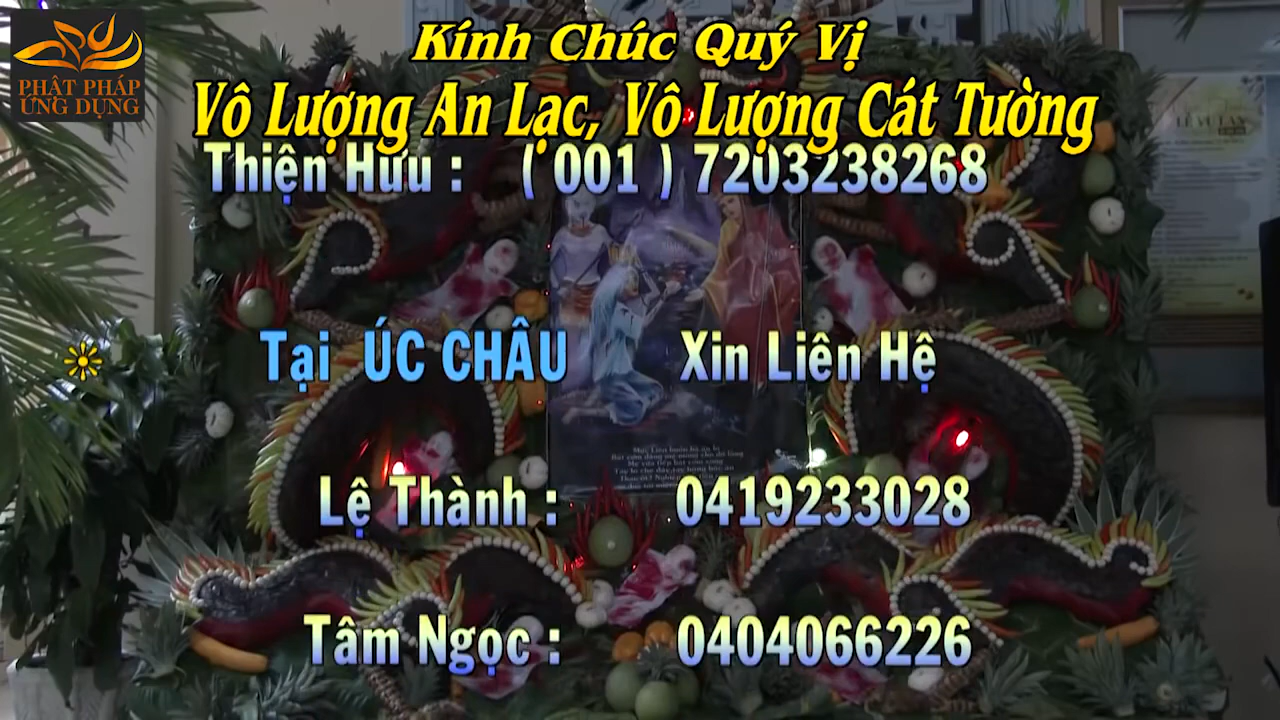 PHẬT PHÁP
ỨNG DỤNG
Kính Chúc Quý Vị
Vô Lượng An Lạc, Vô Lượng Cát Tường
Thiện Hữu : ( 001 ) 7203238268
Tại ÚC CHÂU Xin Liên Hệ
Lệ Thành : 0419233028
Tâm Ngọc : 0404066226